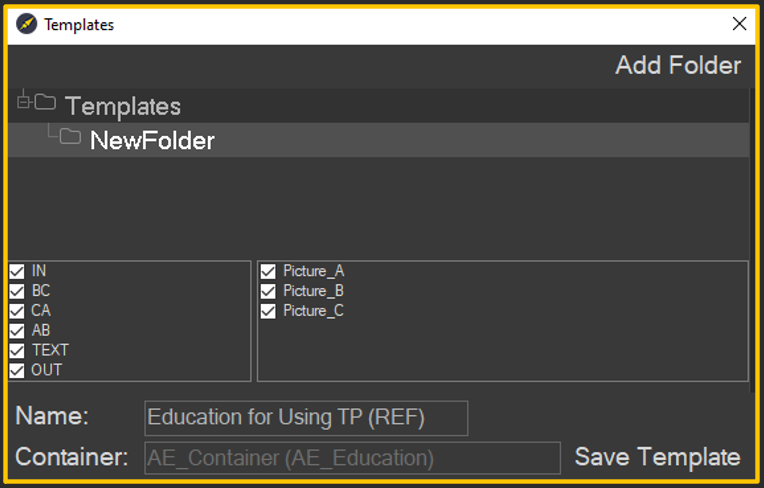 Templates
Add Folder
Templates
NewFolder
IN
BC
CA
AB
TEXT
OUT
Picture_A
Picture_B
Picture_C
Name: Education for Using TP (REF)
Container: AE_Container (AE_Education) Save Template